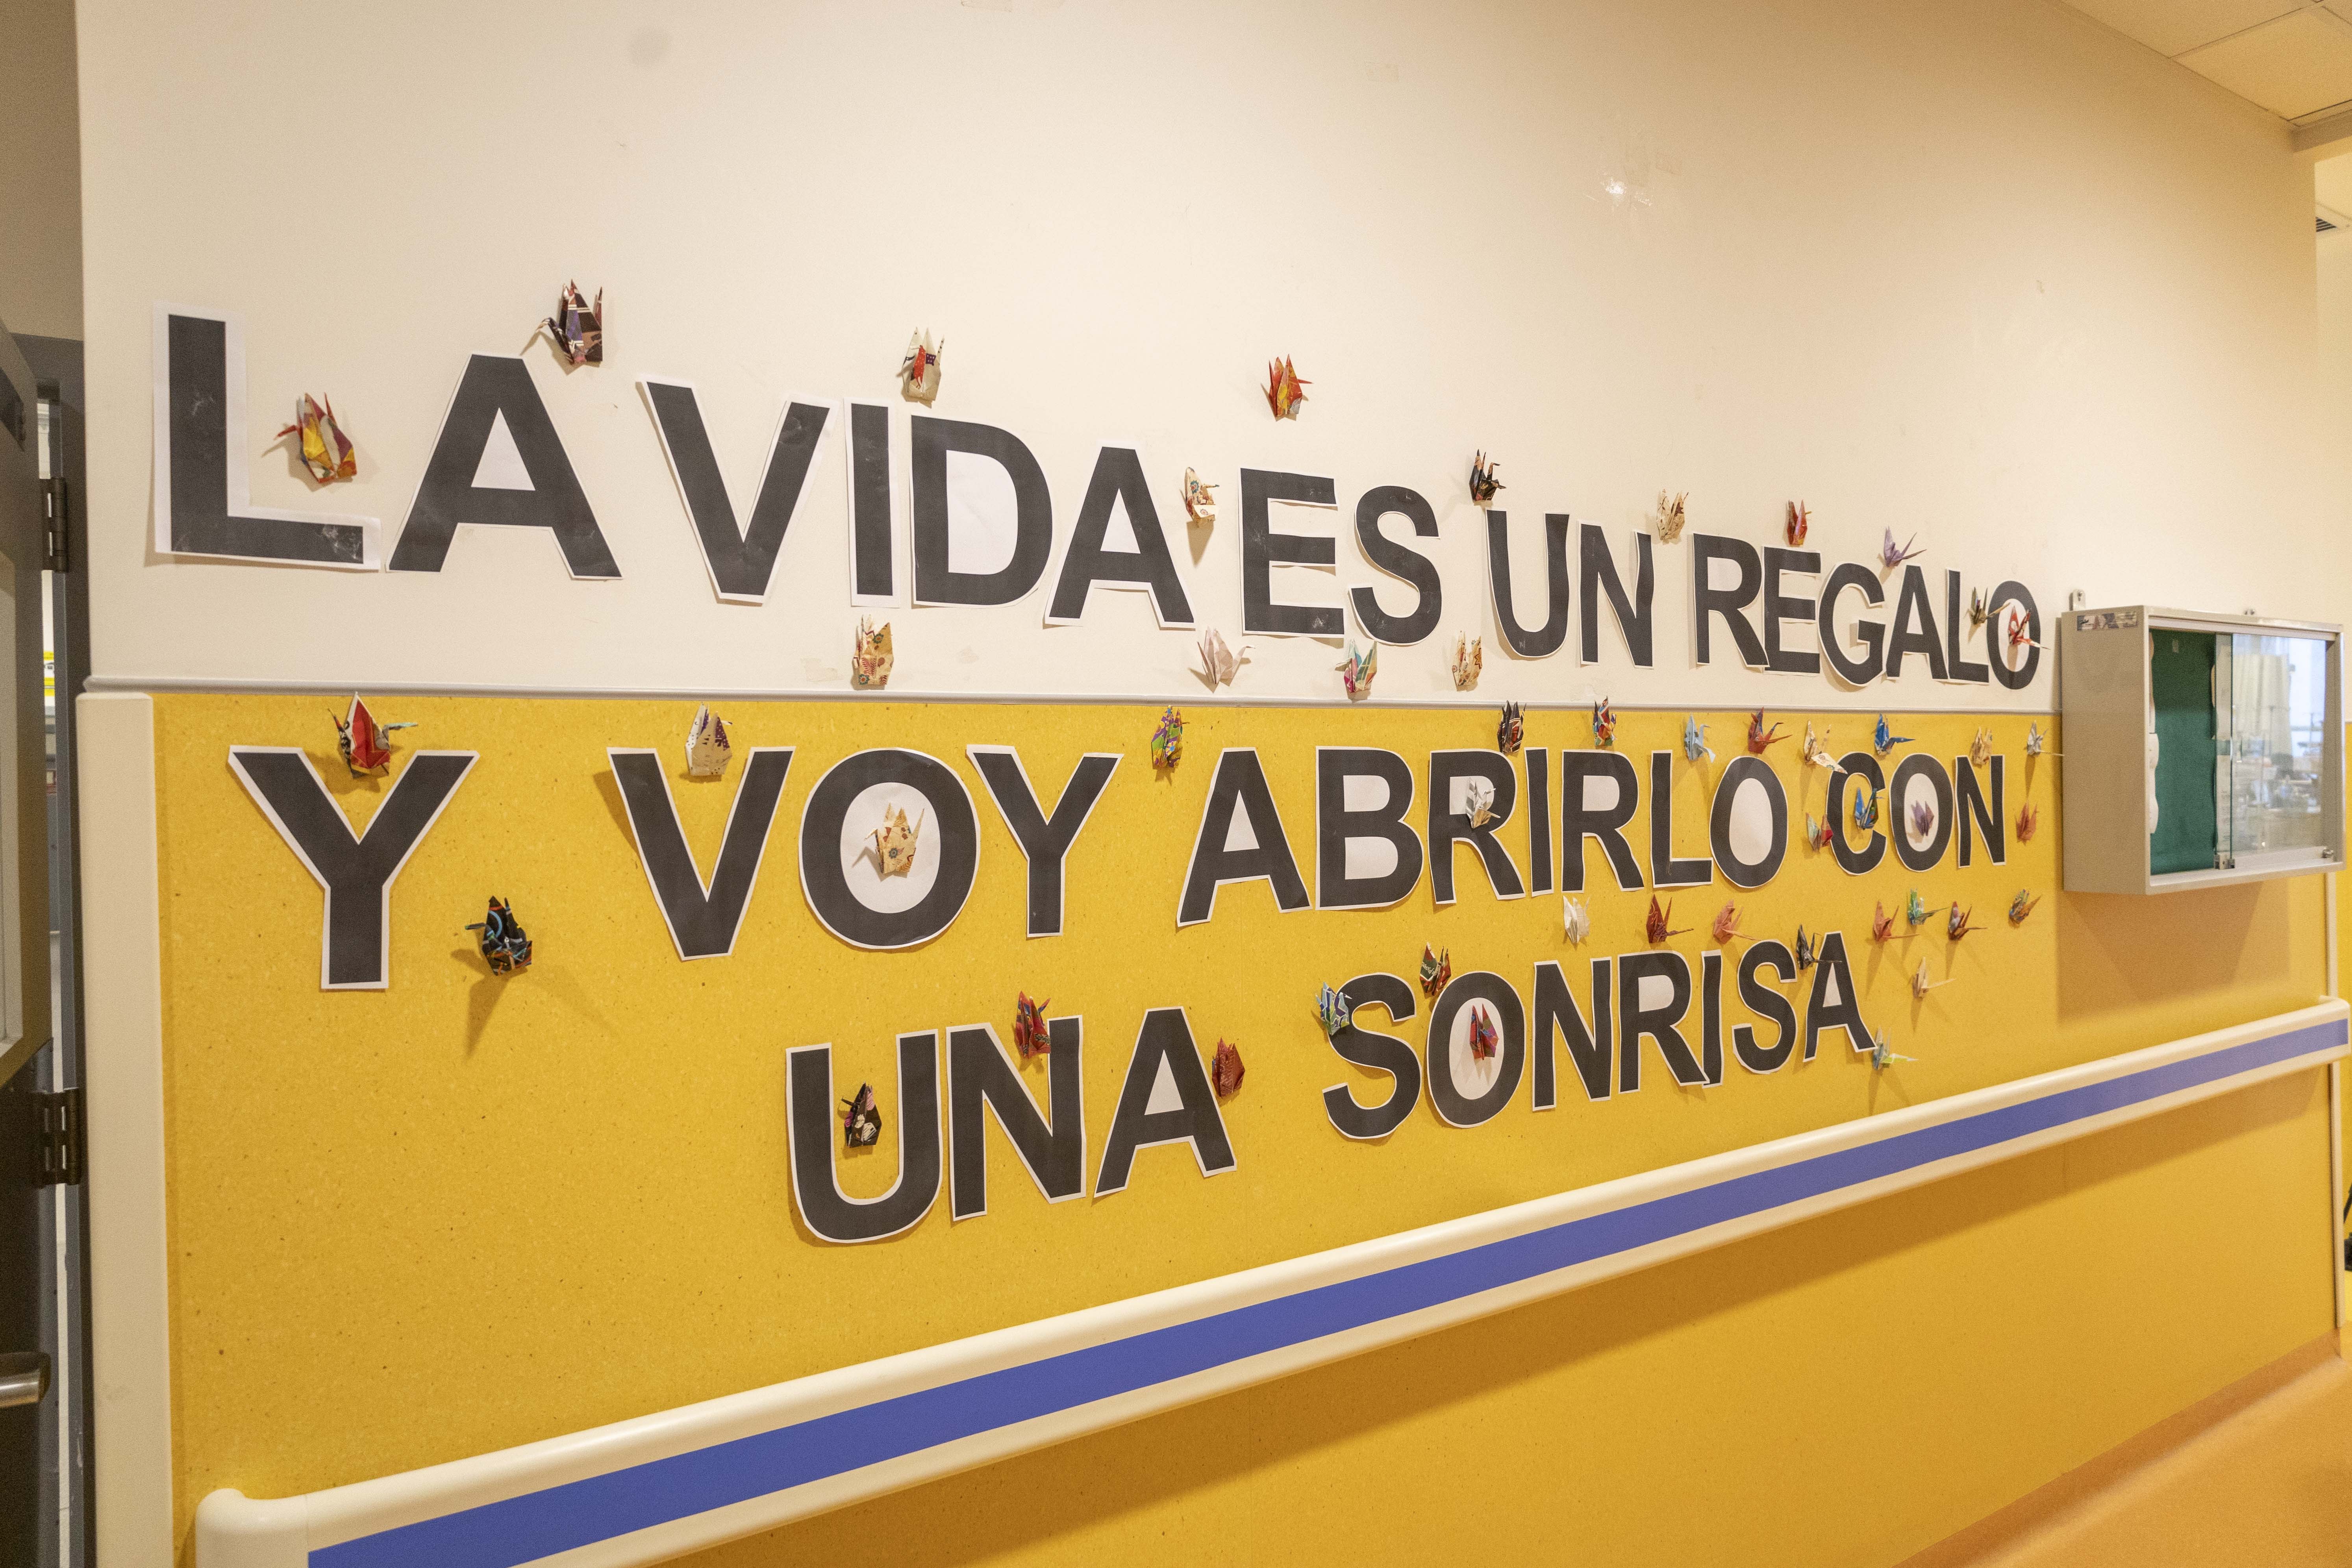 LA VIDA ES UN REGALO
Y VOY ABRIRLO CON
UNA SONRISA